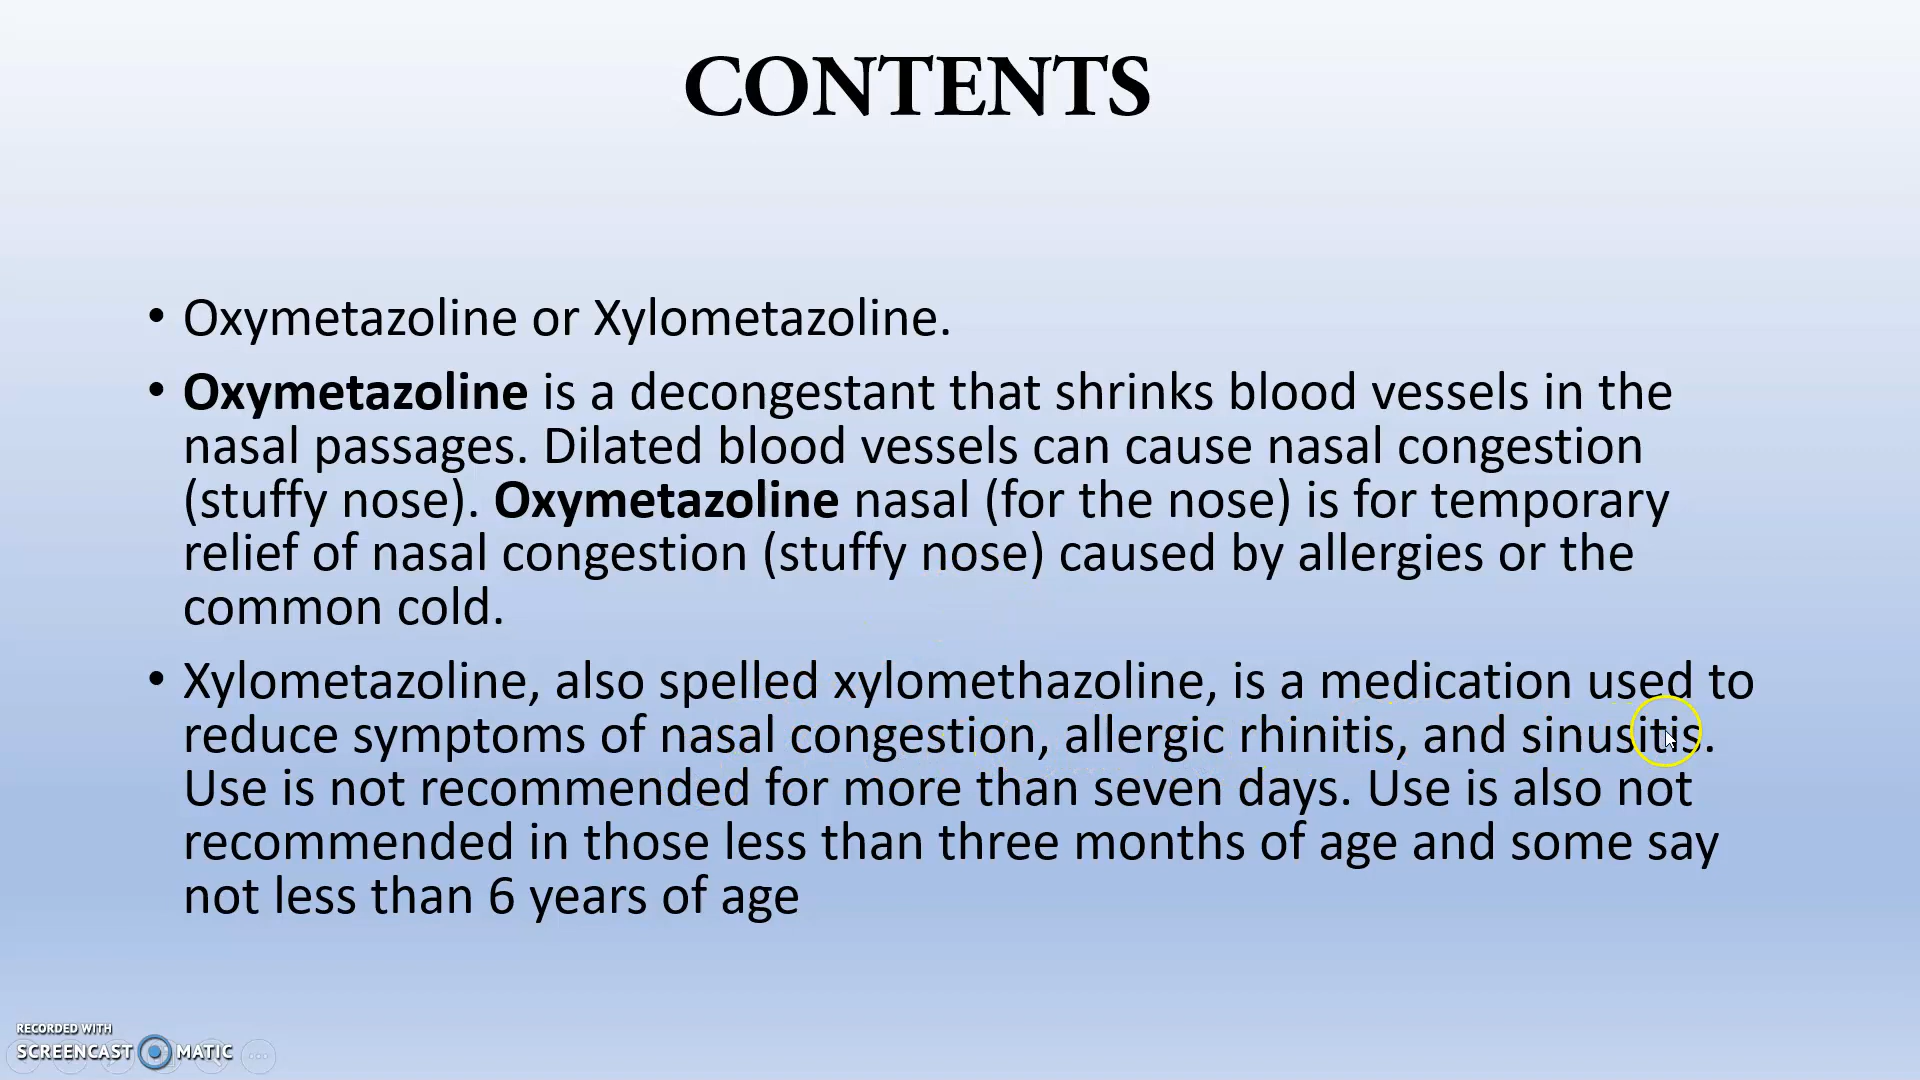 CONTENTS
• Oxymetazoline or Xylometazoline.
• Oxymetazoline is a decongestant that shrinks blood vessels in the
nasal passages. Dilated blood vessels can cause nasal congestion
(stuffy nose). Oxymetazoline nasal (for the nose) is for temporary
relief of nasal congestion (stuffy nose) caused by allergies or the
common cold.
• Xylometazoline, also spelled xylomethazoline, is a medication used to
reduce symptoms of nasal congestion, allergic rhinitis, and sinusitis.
Use is not recommended for more than seven days. Use is also not
recommended in those less than three months of age and some say
not less than 6 years of age
RECORDED WITH
SCREENCAST MATIC